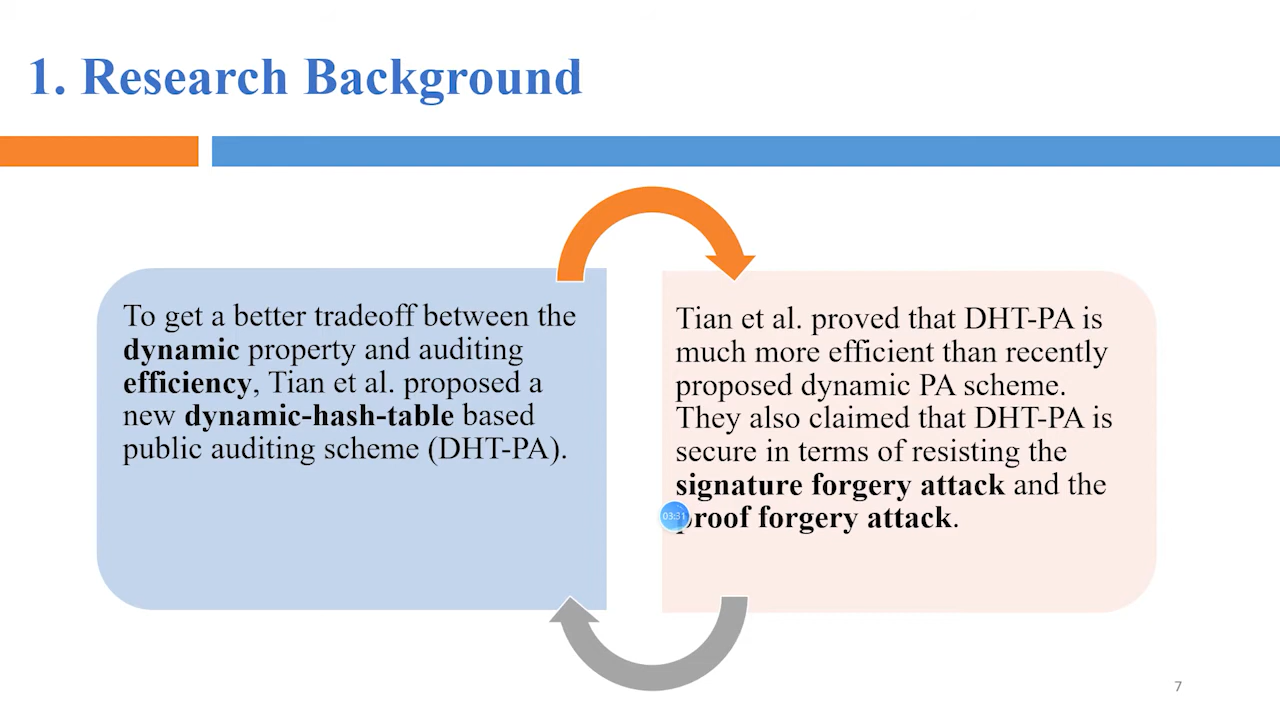 1. Research Background
To get a better tradeoff between the
dynamic property and auditing
efficiency, Tian et al. proposed a
new dynamic-hash-table based
public auditing scheme (DHT-PA).
Tian et al. proved that DHT-PA is
much more efficient than recently
proposed dynamic PA scheme.
They also claimed that DHT-PA is
secure in terms of resisting the
signature forgery attack and the
proof forgery attack.
03:31
7